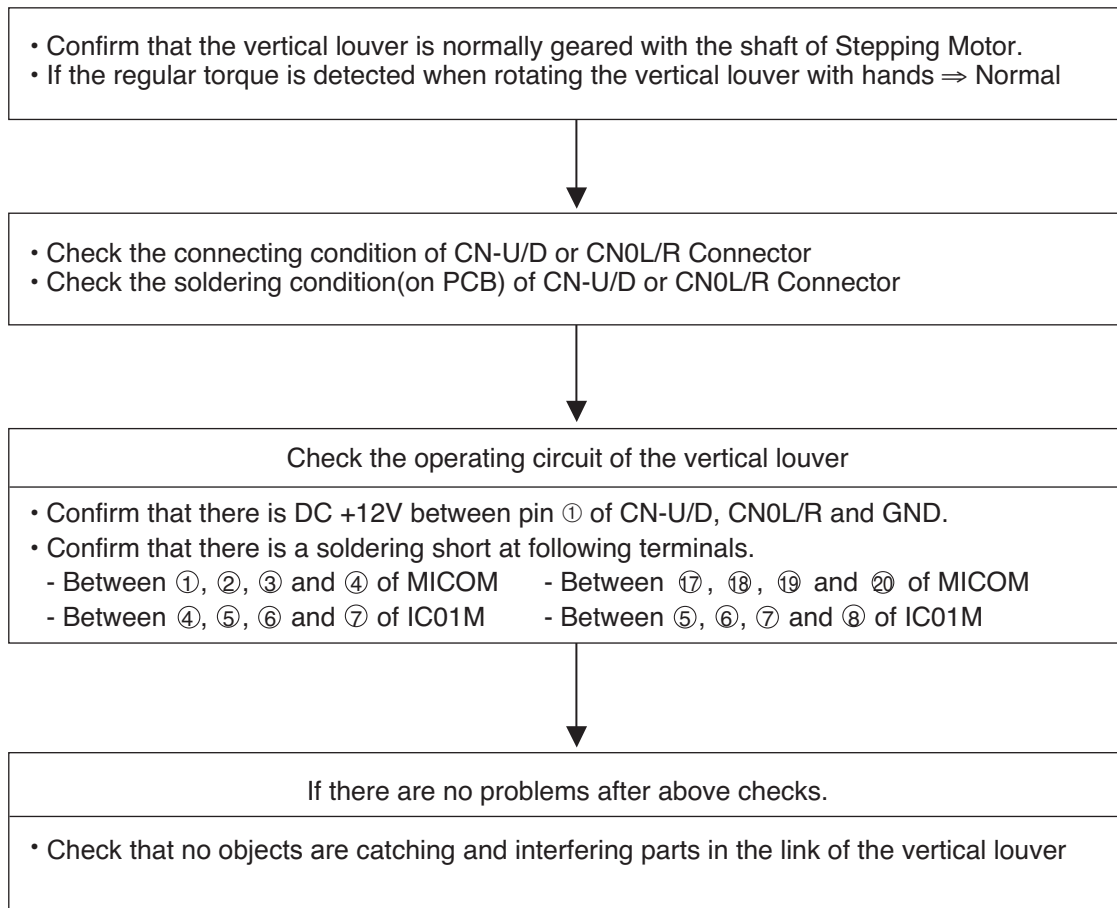 • Confirm that the vertical louver is normally geared with the shaft of Stepping Motor.
• If the regular torque is detected when rotating the vertical louver with hands ⇒ Normal
• Check the connecting condition of CN-U/D or CN0L/R Connector
• Check the soldering condition(on PCB) of CN-U/D or CN0L/R Connector
Check the operating circuit of the vertical louver
• Confirm that there is DC +12V between pin ① of CN-U/D, CN0L/R and GND.
• Confirm that there is a soldering short at following terminals.
- Between ①, ②, ③ and ④ of MICOM - Between ⑰, ⑱, ⑲ and ⑳ of MICOM
- Between ④, ⑤, ⑥ and ⑦ of IC01M - Between ⑤, ⑥, ⑦ and ⑧ of IC01M
If there are no problems after above checks.
• Check that no objects are catching and interfering parts in the link of the vertical louver